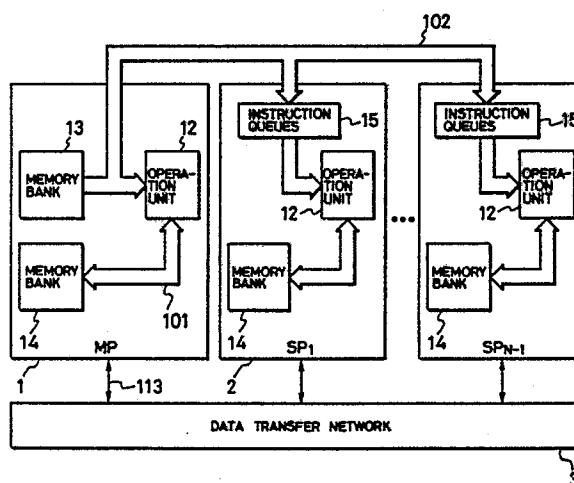 102
13
12
INSTRUCTION
QUEUES
15
INSTRUCTION
QUEUES
15
MEMORY
BANK
OPERA-
TION
UNIT
12
OPERA-
TION
UNIT
12
OPERA-
TION
UNIT
MEMORY
BANK
MEMORY
BANK
MEMORY
BANK
...
14
101
14
14
MP
SP1
SPN-1
1
113
2
DATA TRANSFER NETWORK